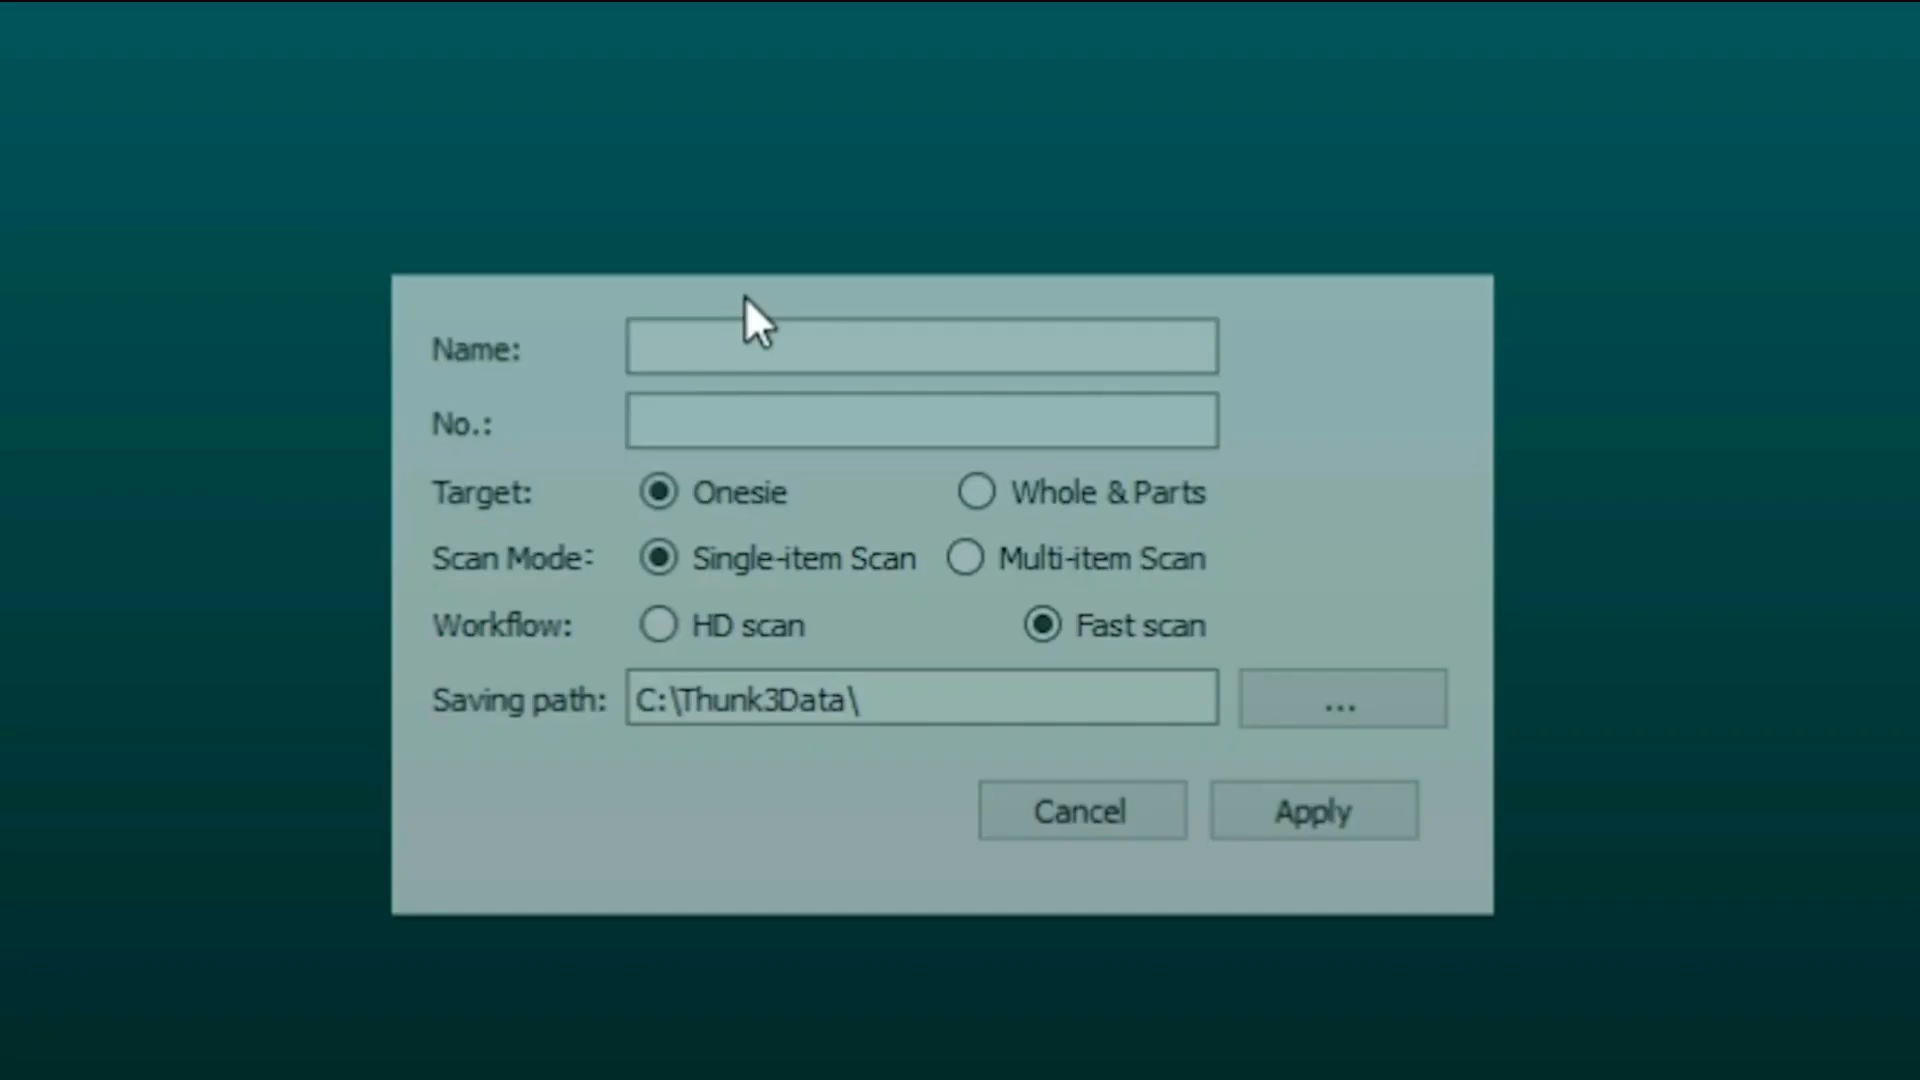 Name:
No.:
Target: Onesie Whole & Parts
Scan Mode: Single-item Scan Multi-item Scan
Workflow: HD scan Fast scan
Saving path: C:\Thunk3Data\ ...
Cancel Apply